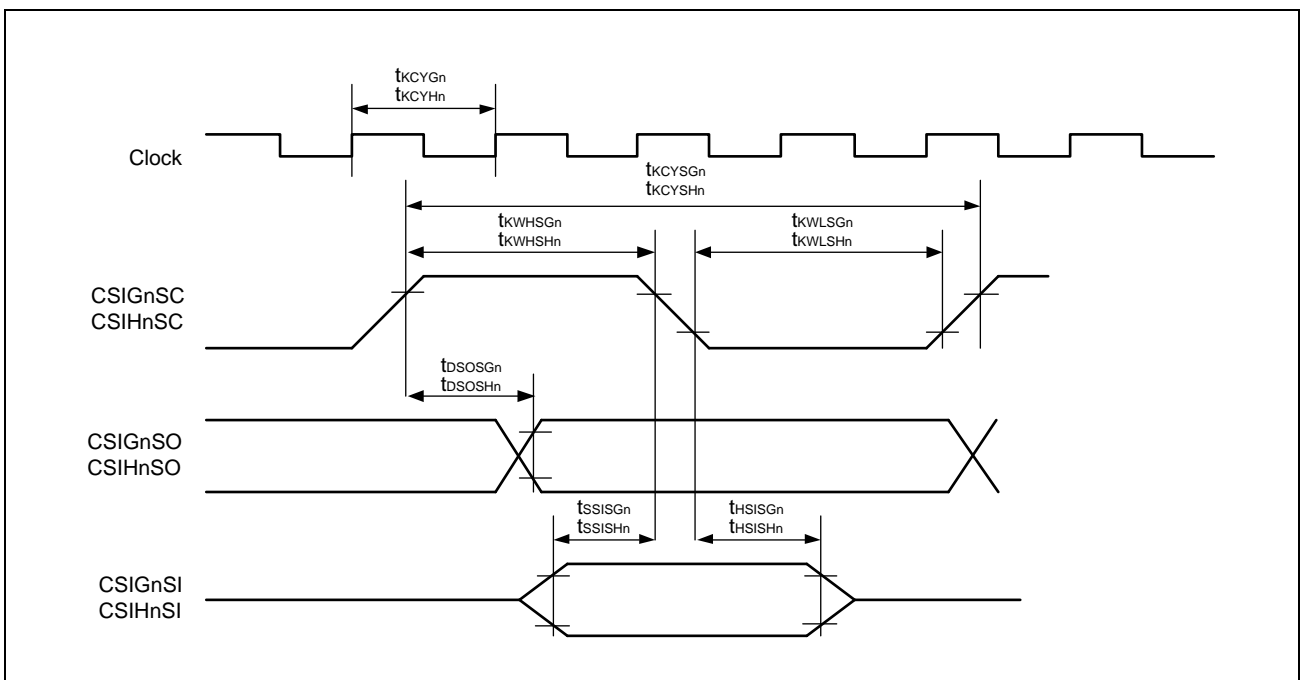 tKCYGn
tKCYHn
Clock
tKCYSGn
tKCYSHn
tKWHSGn
tKWHSHn
tKWLSGn
tKWLSHn
CSIGnSC
CSIHnSC
tDSOSGn
tDSOSHn
CSIGnSO
CSIHnSO
tSSISGn
tSSISHn
tHSISGn
tHSISHn
CSIGnSI
CSIHnSI